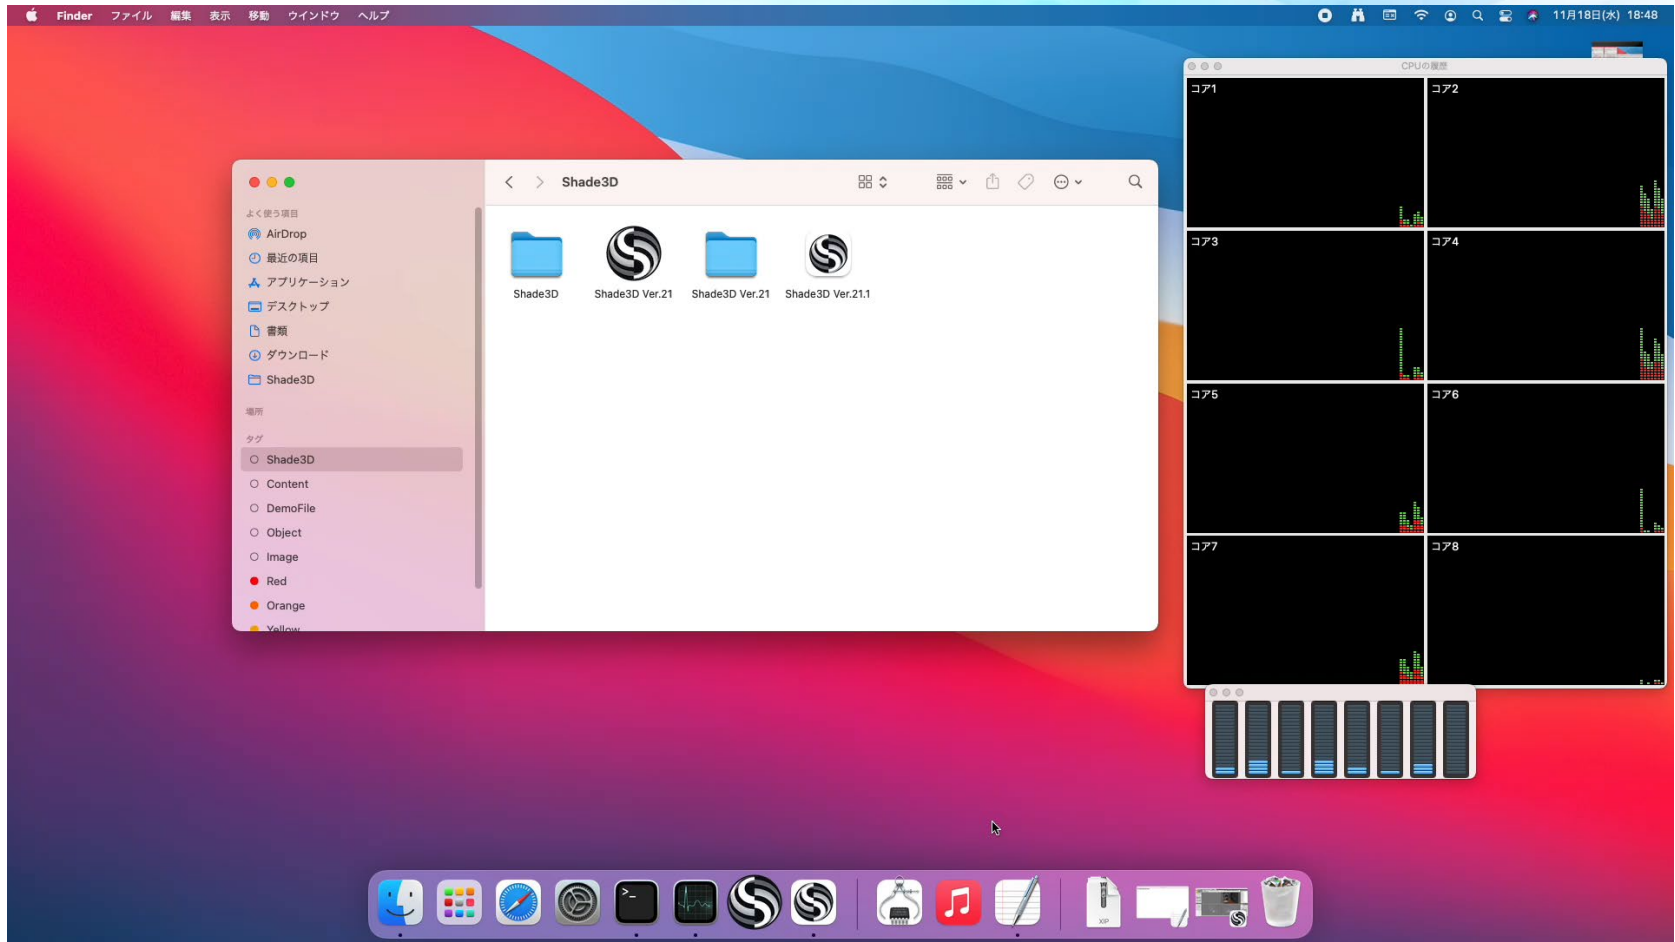 Finder ファイル 編集 表示 移動 ウインドウ ヘルプ
11月18日(水) 18:48
CPUの履歴
コア1
コア2
コア3
コア4
コア5
コア6
コア7
コア8
Shade3D
よく使う項目
AirDrop
最近の項目
アプリケーション
デスクトップ
書類
ダウンロード
Shade3D
場所
タグ
Shade3D
Content
DemoFile
Object
Image
Red
Orange
Yellow
Shade3D
Shade3D Ver.21
Shade3D Ver.21
Shade3D Ver.21.1
>_
XIP